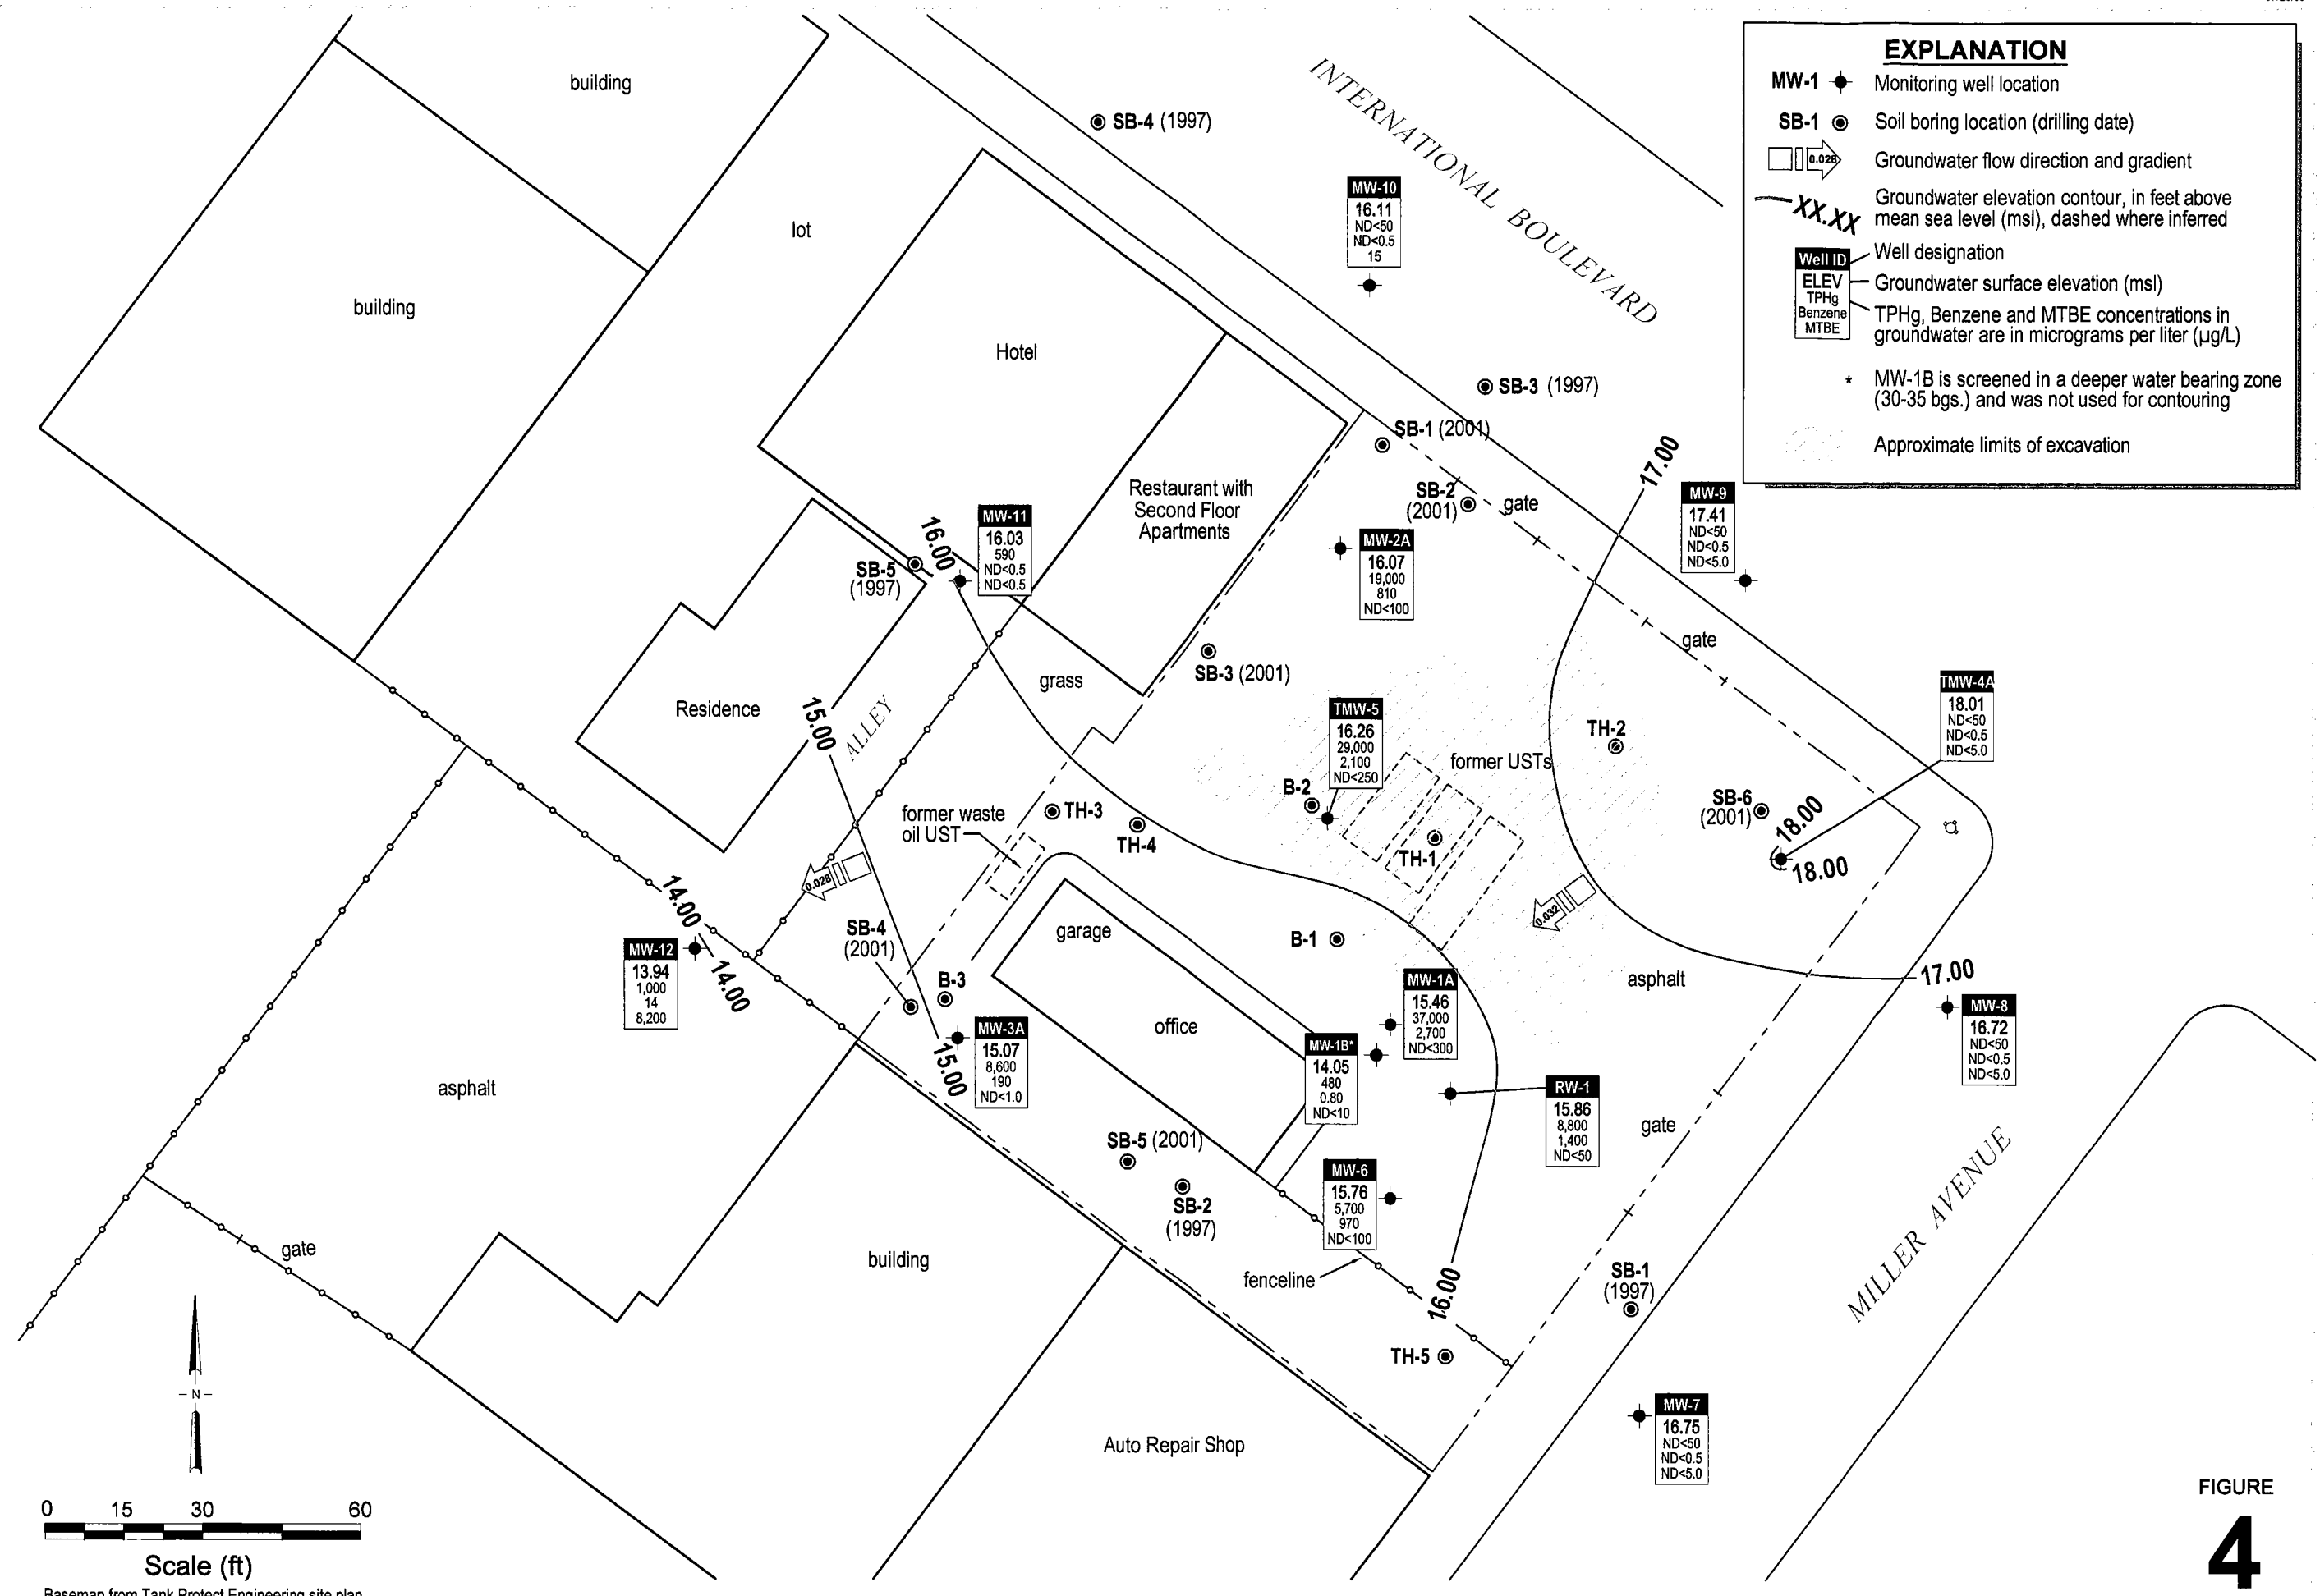 EXPLANATION
MW-1 Monitoring well location
SB-1 Soil boring location (drilling date)
0.028 Groundwater flow direction and gradient
XX.XX Groundwater elevation contour, in feet above
mean sea level (msl), dashed where inferred
Well ID Well designation
ELEV Groundwater surface elevation (msl)
TPHg
Benzene
MTBE
TPHg, Benzene and MTBE concentrations in
groundwater are in micrograms per liter (µg/L)
* MW-1B is screened in a deeper water bearing zone
(30-35 bgs.) and was not used for contouring
Approximate limits of excavation
building
SB-4 (1997)
INTERNATIONAL BOULEVARD
MW-10
16.11
ND<50
ND<0.5
15
lot
building
Hotel
SB-3 (1997)
SB-1 (2001)
17.00
SB-2
(2001)
gate
Restaurant with
Second Floor
Apartments
MW-9
17.41
ND<50
ND<0.5
ND<5.0
MW-11
16.03
590
ND<0.5
ND<0.5
16.00
SB-5
(1997)
MW-2A
16.07
19,000
810
ND<100
gate
SB-3 (2001)
grass
Residence
15.00
ALLEY
TMW-5
16.26
29,000
2,100
ND<250
TH-2
former USTs
TMW-4A
18.01
ND<50
ND<0.5
ND<5.0
B-2
SB-6
(2001)
18.00
18.00
former waste
oil UST
TH-3
TH-4
TH-1
0.028
0.032
14.00
SB-4
(2001)
garage
B-1
MW-12
13.94
1,000
14
8,200
14.00
B-3
asphalt
17.00
MW-1A
15.46
37,000
2,700
ND<300
MW-8
16.72
ND<50
ND<0.5
ND<5.0
office
MW-3A
15.07
8,600
190
ND<1.0
15.00
MW-1B*
14.05
480
0.80
ND<10
asphalt
RW-1
15.86
8,800
1,400
ND<50
gate
SB-5 (2001)
SB-2
(1997)
MW-6
15.76
5,700
970
ND<100
MILLER AVENUE
gate
building
fenceline
16.00
SB-1
(1997)
TH-5
N
MW-7
16.75
ND<50
ND<0.5
ND<5.0
Auto Repair Shop
0 15 30 60
Scale (ft)
Basemap from Tank Protect Engineering site plan
FIGURE
4